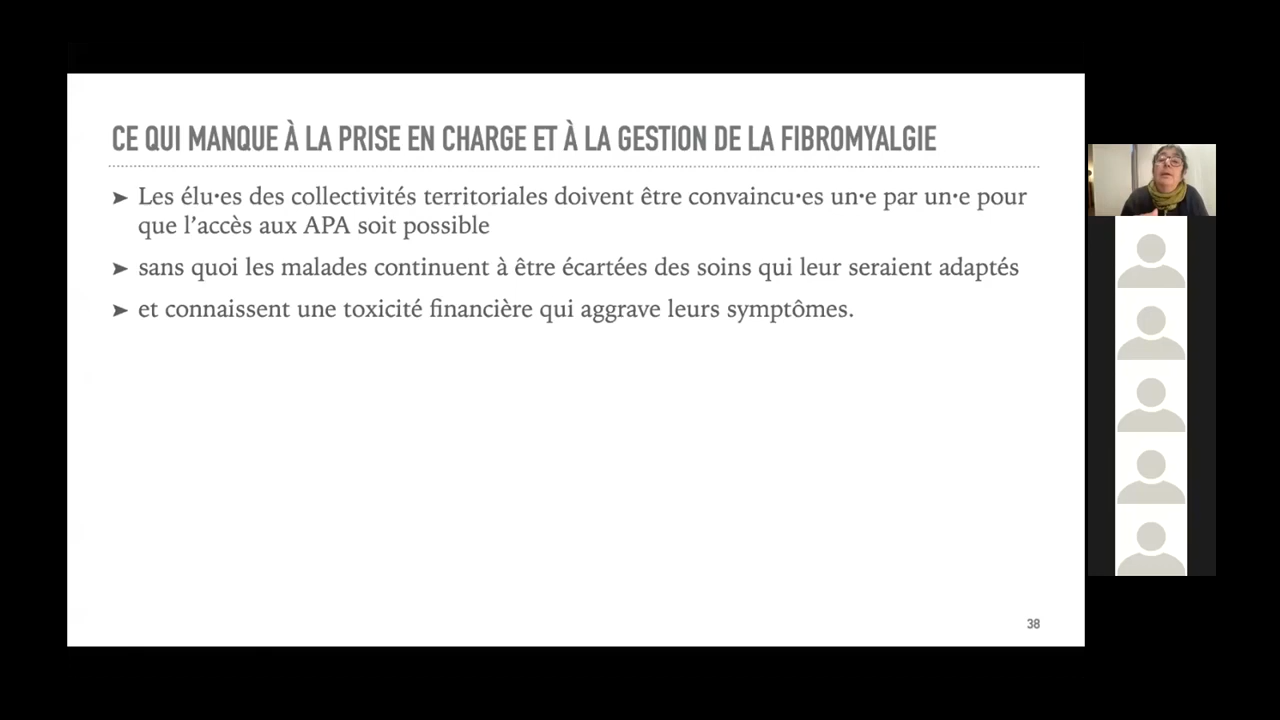 CE QUI MANQUE À LA PRISE EN CHARGE ET À LA GESTION DE LA FIBROMYALGIE
➤ Les élu·es des collectivités territoriales doivent être convaincu·es un·e par un·e pour
que l’accès aux APA soit possible
➤ sans quoi les malades continuent à être écartées des soins qui leur seraient adaptés
➤ et connaissent une toxicité financière qui aggrave leurs symptômes.
38